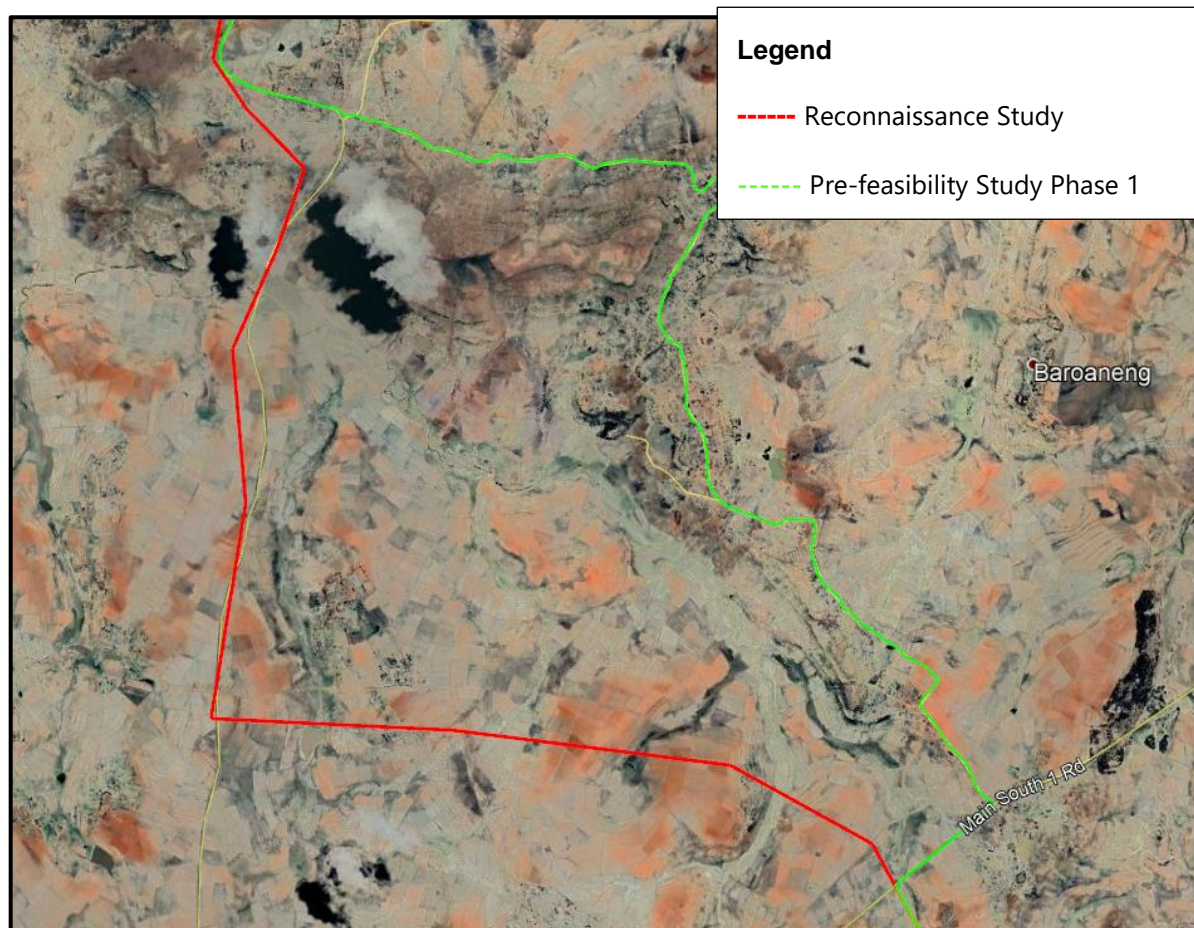 Legend
Reconnaissance Study
Pre-feasibility Study Phase 1
Baroaneng
Main South 1 Rd